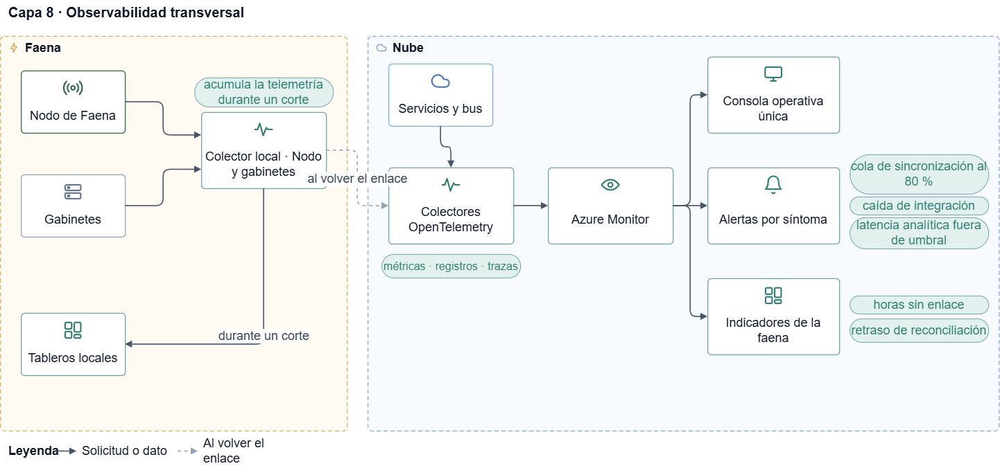 Capa 8 · Observabilidad transversal
Faena
Nodo de Faena
Gabinetes
acumula la telemetría
durante un corte
Colector local · Nodo
y gabinetes
al volver el enlace
durante un corte
Tableros locales
Nube
Servicios y bus
Colectores
OpenTelemetry
métricas · registros · trazas
Azure Monitor
Consola operativa
única
Alertas por síntoma
cola de sincronización al
80 %
caída de integración
latencia analítica fuera
de umbral
Indicadores de la
faena
horas sin enlace
retraso de reconciliación
Leyenda
Solicitud o dato
Al volver el
enlace